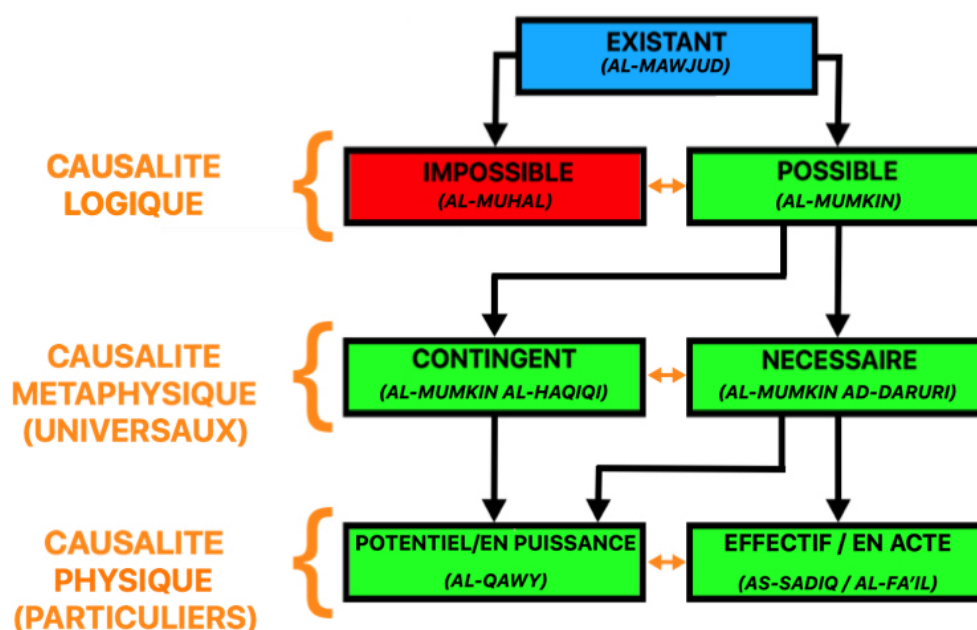 EXISTANT
(AL-MAWJUD)
CAUSALITE
LOGIQUE
IMPOSSIBLE
(AL-MUHAL)
POSSIBLE
(AL-MUMKIN)
CAUSALITE
METAPHYSIQUE
(UNIVERSAUX)
CONTINGENT
(AL-MUMKIN AL-HAQIQI)
NECESSAIRE
(AL-MUMKIN AD-DARURI)
CAUSALITE
PHYSIQUE
(PARTICULIERS)
POTENTIEL/EN PUISSANCE
(AL-QAWY)
EFFECTIF / EN ACTE
(AS-SADIQ / AL-FA'IL)